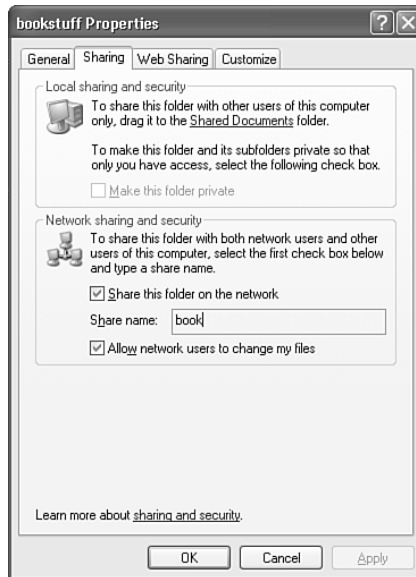 bookstuff Properties
General Sharing Web Sharing Customize
Local sharing and security
To share this folder with other users of this computer
only, drag it to the Shared Documents folder.
To make this folder and its subfolders private so that
only you have access, select the following check box.
Make this folder private
Network sharing and security
To share this folder with both network users and other
users of this computer, select the first check box below
and type a share name.
Share this folder on the network
Share name: book
Allow network users to change my files
Learn more about sharing and security.
OK Cancel Apply